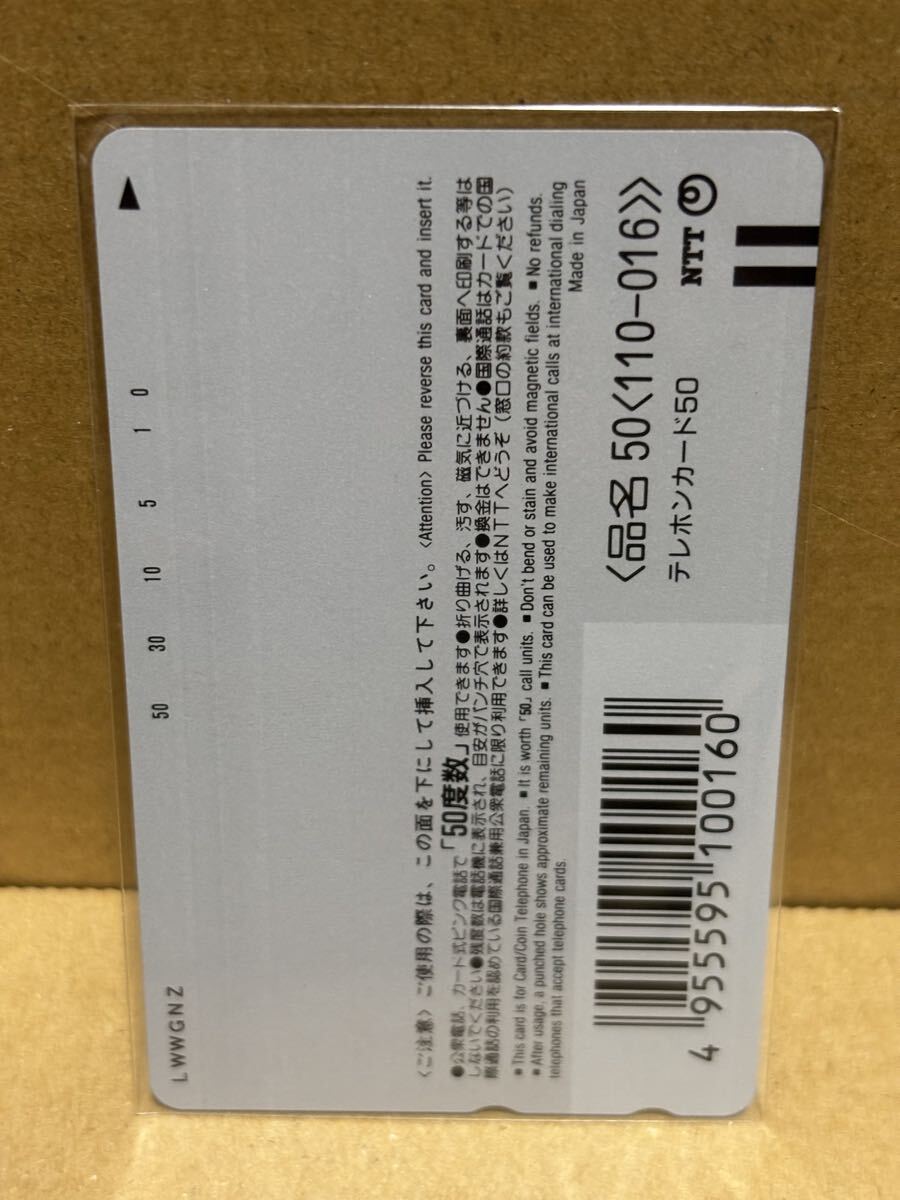 LWWGNZ
50 30 10 5 1 0
〈ご注意〉ご使用の際は、この面を下にして挿入して下さい。〈Attention〉Please reverse this card and insert it.
●公衆電話、カード式ピンク電話で「50度数」使用できます●折り曲げる、汚す、磁気に近づける、裏面へ印刷する等は
しないでください●残度数は電話機に表示され、目安がパンチ穴で表示されます●換金はできません●国際通話はカードでの国
際通話の利用を認めている国際通話兼用公衆電話に限り利用できます●詳しくはNTTへどうぞ（窓口の約款もご覧ください）
■This card is for Card/Coin Telephone in Japan. ■It is worth「50」call units. ■Don't bend or stain and avoid magnetic fields. ■No refunds.
■After usage, a punched hole shows approximate remaining units. ■This card can be used to make international calls at international dialing
telephones that accept telephone cards.
Made in Japan
〈品名 50〈110-016〉〉
テレホンカード50
NTT
4 955595 100160